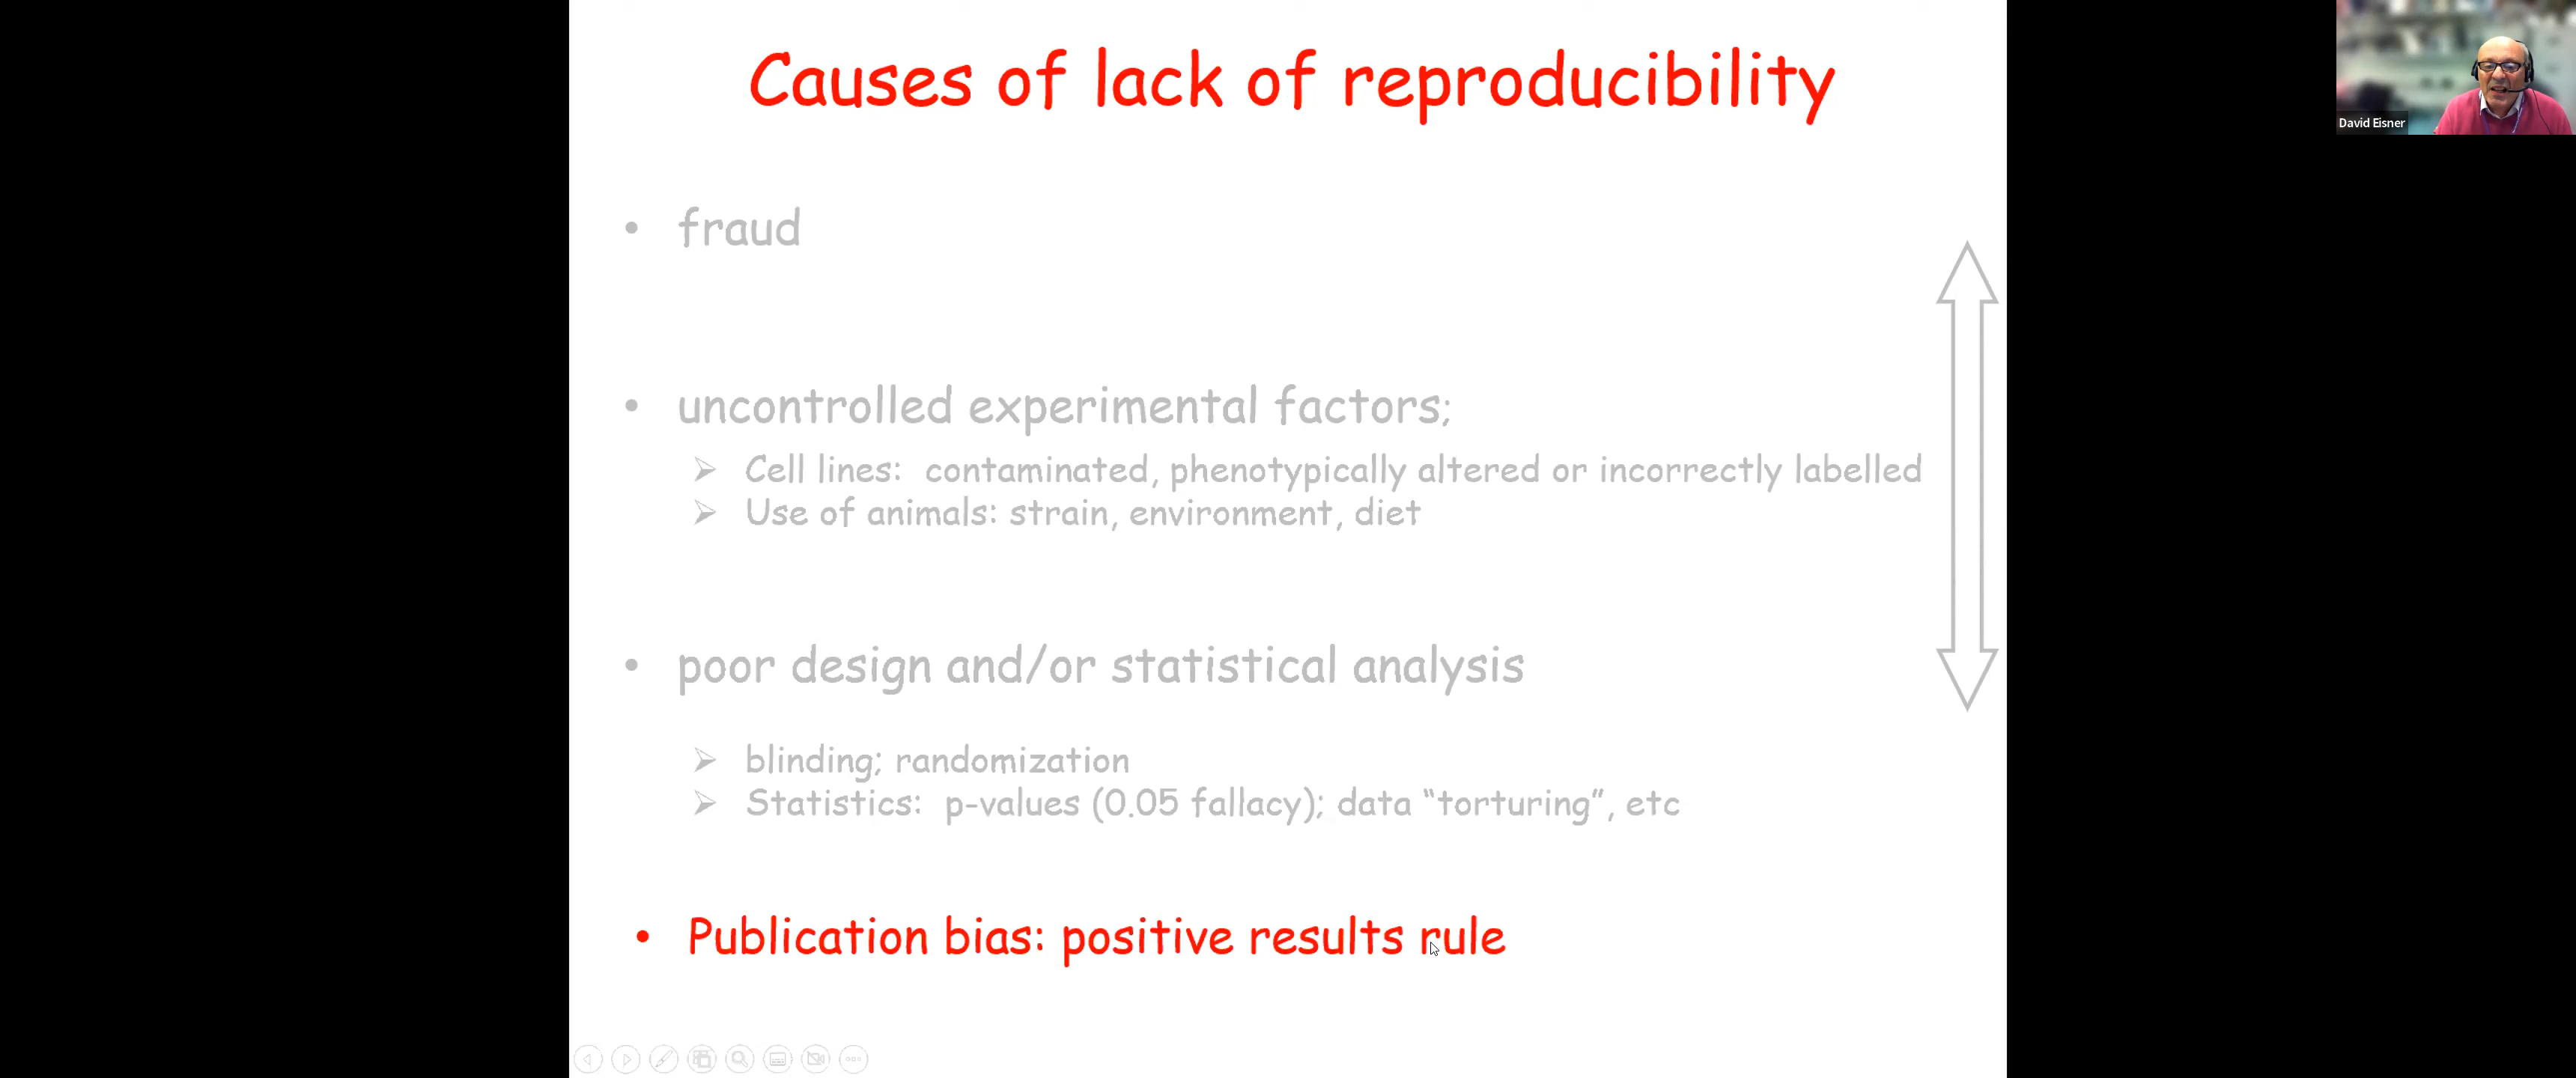 Causes of lack of reproducibility
David Eisner
• fraud
• uncontrolled experimental factors;
➢ Cell lines:  contaminated, phenotypically altered or incorrectly labelled
➢ Use of animals: strain, environment, diet
• poor design and/or statistical analysis
➢ blinding; randomization
➢ Statistics:  p-values (0.05 fallacy); data “torturing”, etc
• Publication bias: positive results rule